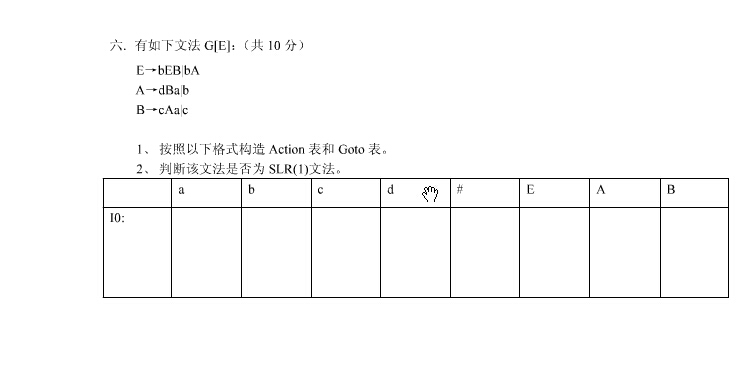 六. 有如下文法 G[E]：（共 10 分）
E→bEB|bA
A→dBa|b
B→cAa|c
1、 按照以下格式构造 Action 表和 Goto 表。
2、 判断该文法是否为 SLR(1)文法。
a b c d # E A B
I0: